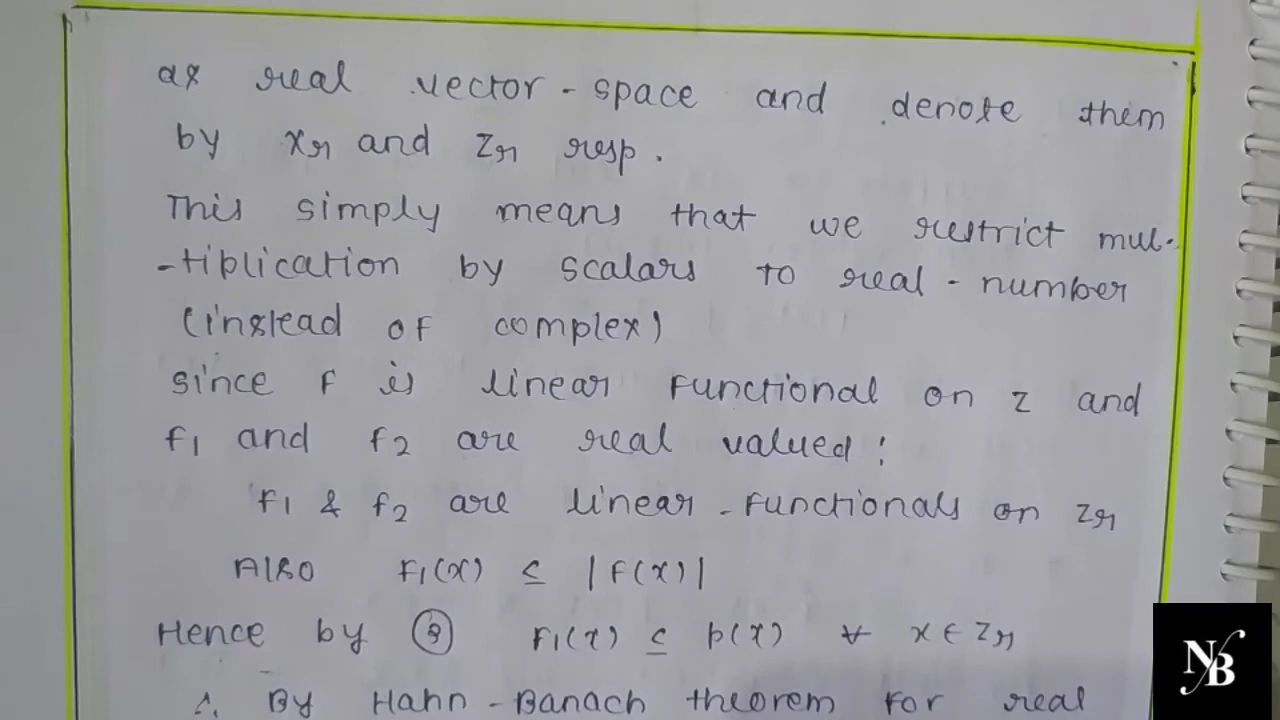 as real vector-space and denote them
by Xr and Zr resp.
This simply means that we restrict mul-
-tiplication by scalars to real-number
(instead of complex)
since f is linear functional on Z and
f1 and f2 are real valued;
f1 & f2 are linear-functionals on Zr
Also f1(x) ≤ |f(x)|
Hence by ③ f1(x) ≤ p(x) ∀ x ∈ Zr
∴ By Hahn-Banach theorem for real
NB